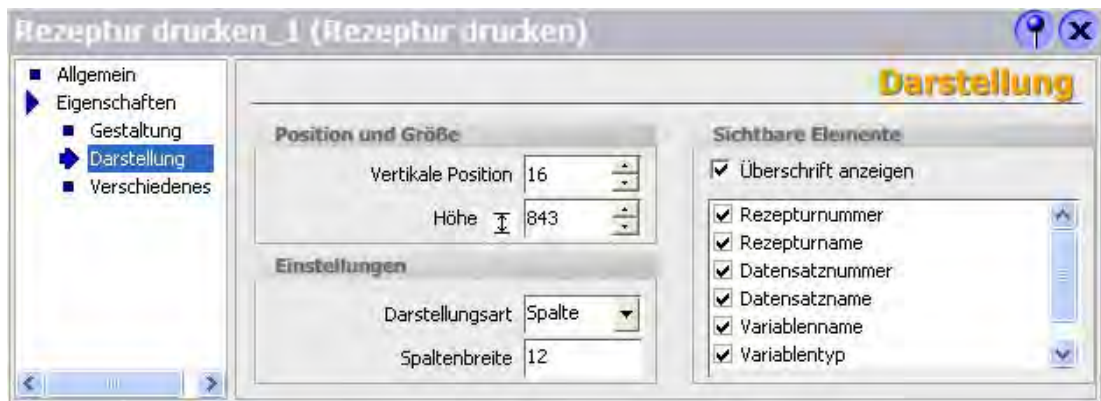 Rezeptur drucken_1 (Rezeptur drucken)
Allgemein
Eigenschaften
Gestaltung
Darstellung
Verschiedenes
Darstellung
Position und Größe
Vertikale Position 16
Höhe 843
Einstellungen
Darstellungsart Spalte
Spaltenbreite 12
Sichtbare Elemente
Überschrift anzeigen
Rezepturnummer
Rezepturname
Datensatznummer
Datensatzname
Variablenname
Variablentyp